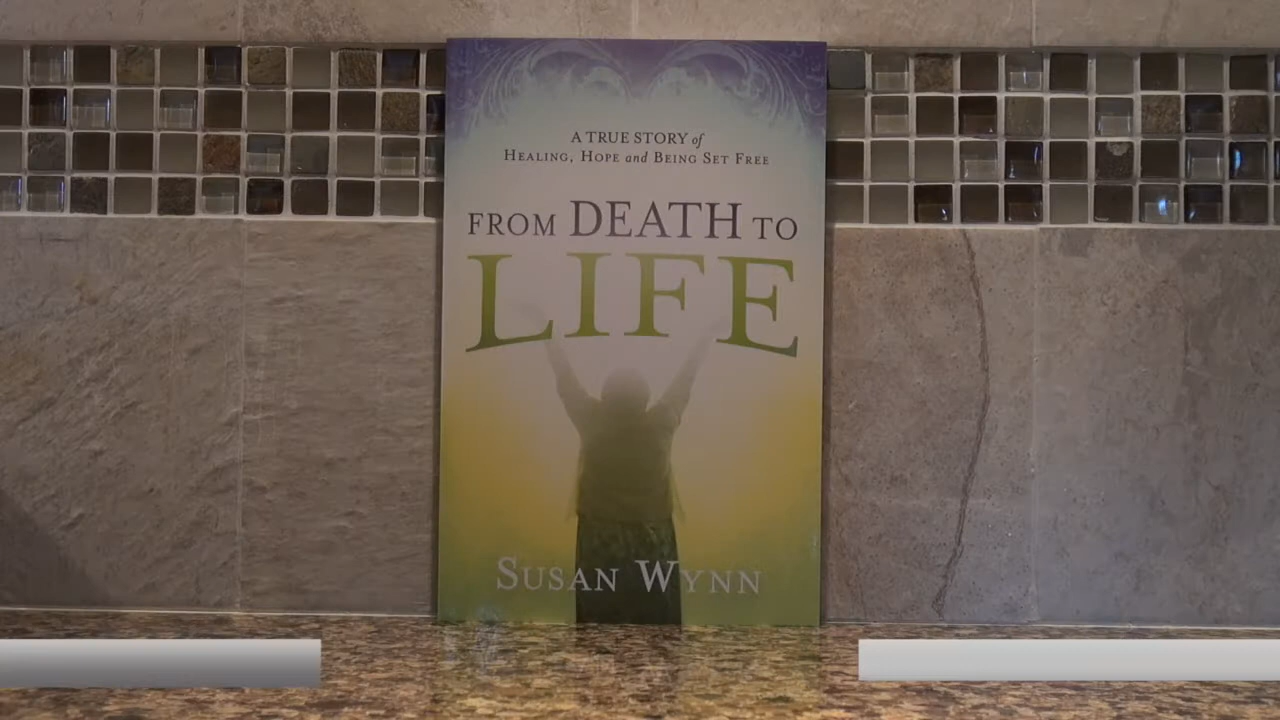 A TRUE STORY of
HEALING, HOPE and BEING SET FREE
FROM DEATH TO
LIFE
SUSAN WYNN